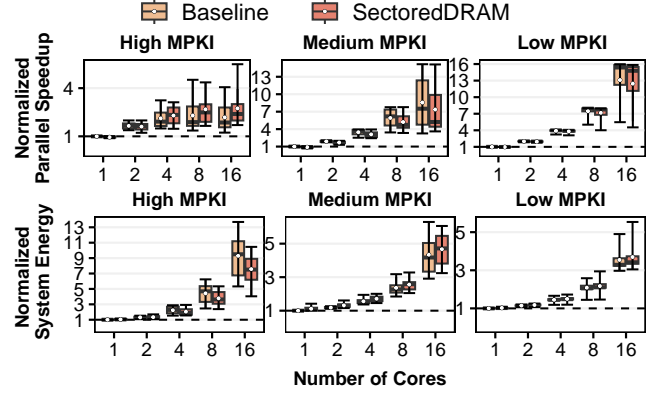 Baseline SectoredDRAM
High MPKI Medium MPKI Low MPKI
Normalized
Parallel Speedup
4
1
13
10
7
4
1
16
13
10
7
4
1
1 2 4 8 16 1 2 4 8 16 1 2 4 8 16
High MPKI Medium MPKI Low MPKI
Normalized
System Energy
13
11
9
7
5
3
1
5
3
1
5
3
1
1 2 4 8 16 1 2 4 8 16 1 2 4 8 16
Number of Cores